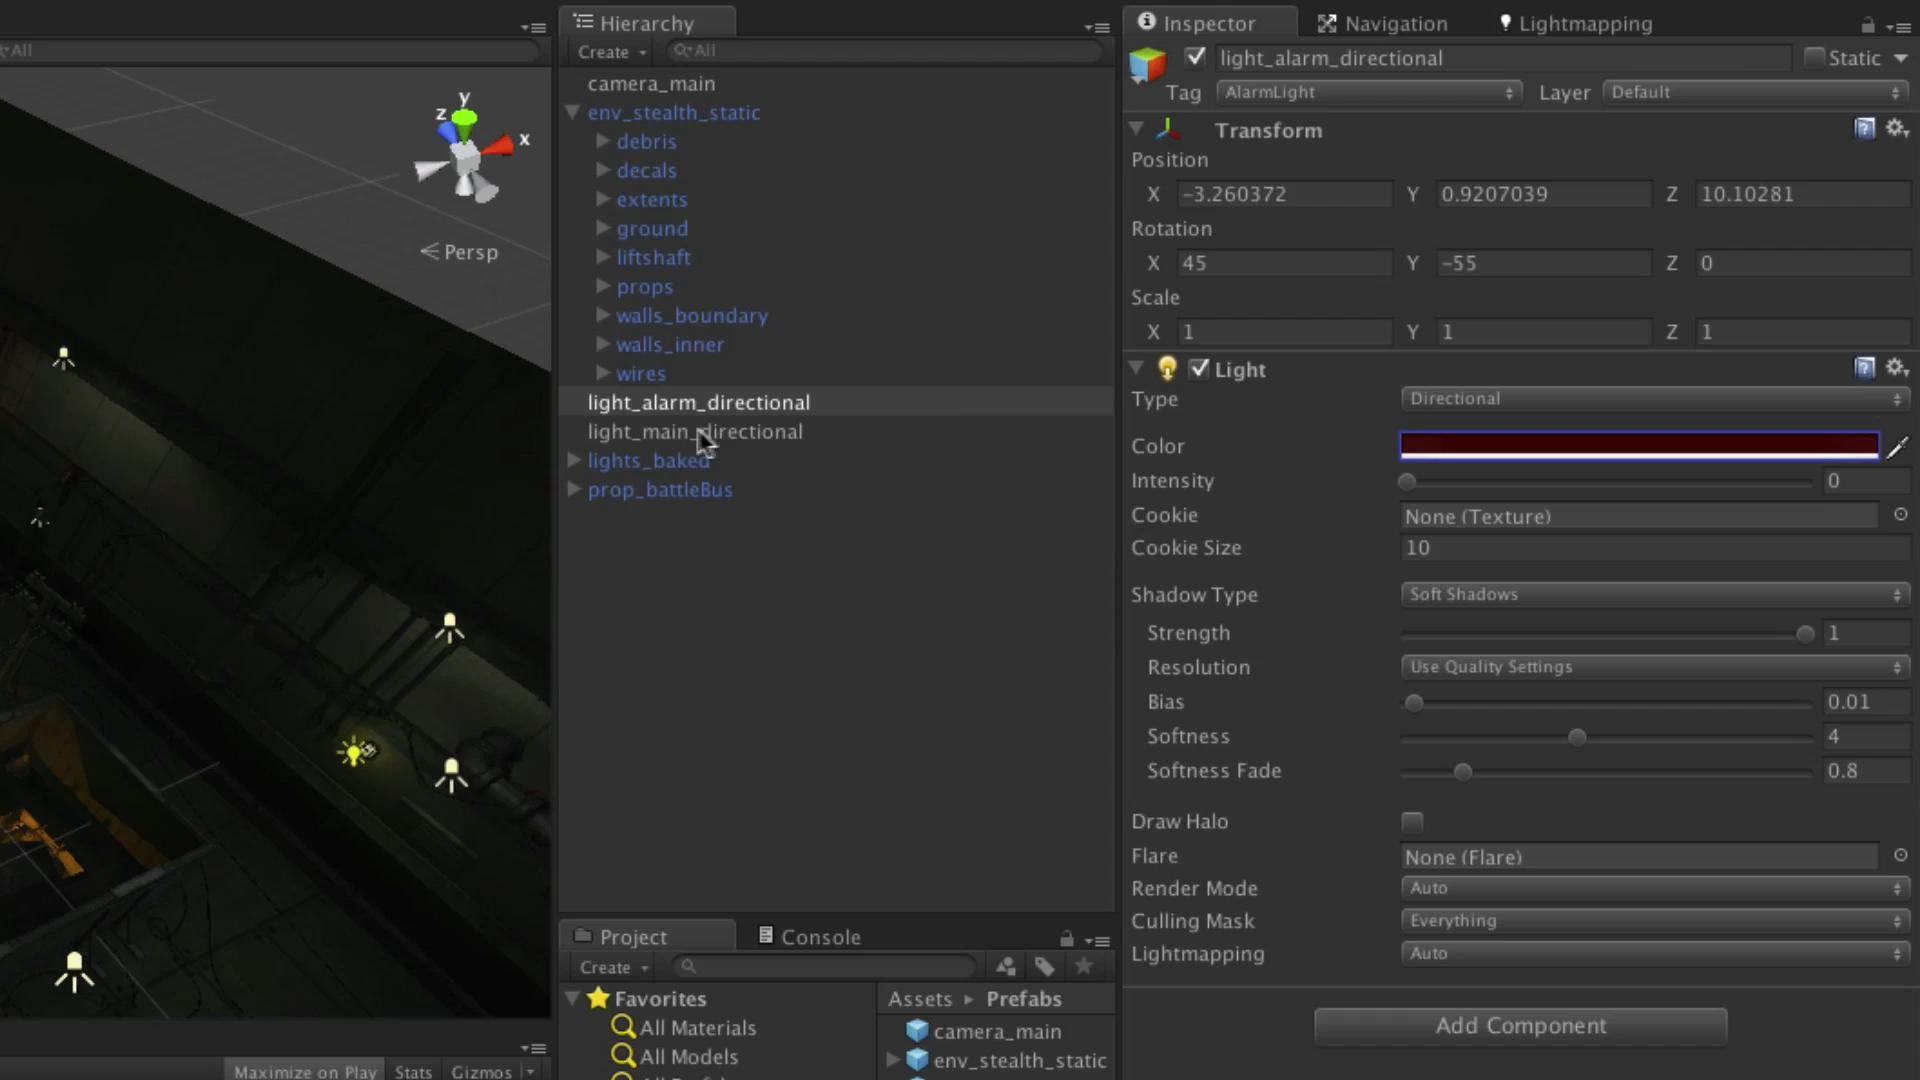 All
y
z
x
Persp
Maximize on Play Stats Gizmos
Hierarchy
Create All
camera_main
env_stealth_static
debris
decals
extents
ground
liftshaft
props
walls_boundary
walls_inner
wires
light_alarm_directional
light_main_directional
lights_baked
prop_battleBus
Project Console
Create
Favorites
All Materials
All Models
Assets Prefabs
camera_main
env_stealth_static
Inspector Navigation Lightmapping
light_alarm_directional Static
Tag AlarmLight Layer Default
Transform
Position
X -3.260372 Y 0.9207039 Z 10.10281
Rotation
X 45 Y -55 Z 0
Scale
X 1 Y 1 Z 1
Light
Type Directional
Color
Intensity 0
Cookie None (Texture)
Cookie Size 10
Shadow Type Soft Shadows
Strength 1
Resolution Use Quality Settings
Bias 0.01
Softness 4
Softness Fade 0.8
Draw Halo
Flare None (Flare)
Render Mode Auto
Culling Mask Everything
Lightmapping Auto
Add Component